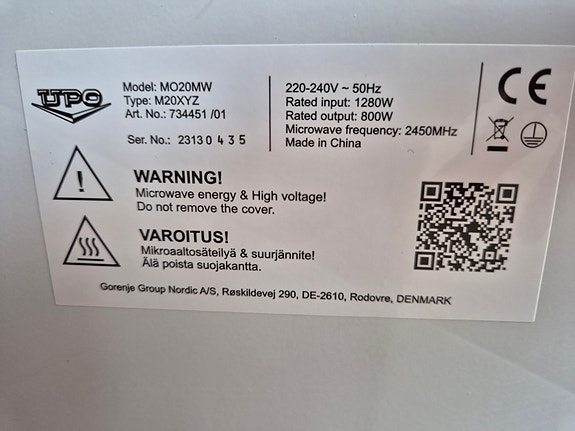 UPO
Model: MO20MW
Type: M20XYZ
Art. No.: 734451 /01
Ser. No.: 23130435
220-240V ~ 50Hz
Rated input: 1280W
Rated output: 800W
Microwave frequency: 2450MHz
Made in China
CE
WARNING!
Microwave energy & High voltage!
Do not remove the cover.
VAROITUS!
Mikroaaltosäteilyä & suurjännite!
Älä poista suojakantta.
Gorenje Group Nordic A/S, Røskildevej 290, DE-2610, Rodovre, DENMARK